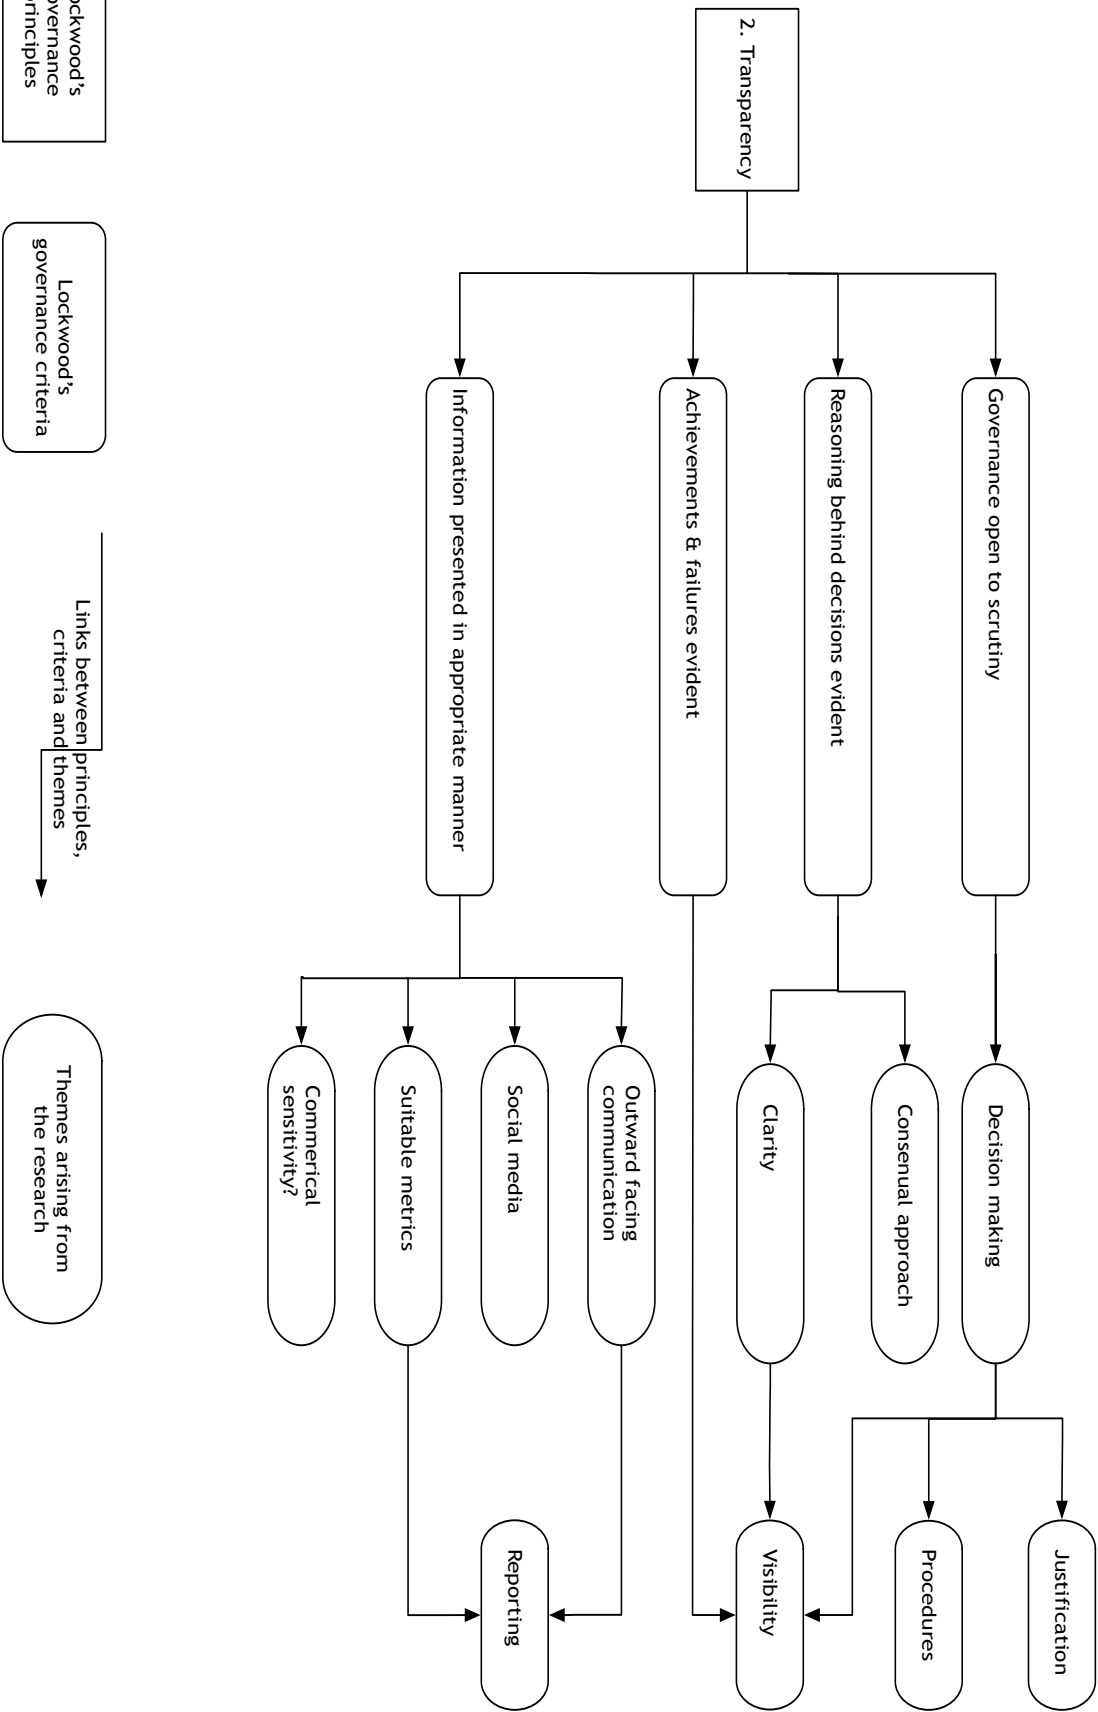 2. Transparency
Governance open to scrutiny
Reasoning behind decisions evident
Achievements & failures evident
Information presented in appropriate manner
Decision making
Consenual approach
Clarity
Outward facing
communication
Social media
Suitable metrics
Commerical
sensitivity?
Justification
Procedures
Visibility
Reporting
ockwood's
overnance
rinciples
Lockwood's
governance criteria
Links between principles,
criteria and themes
Themes arising from
the research